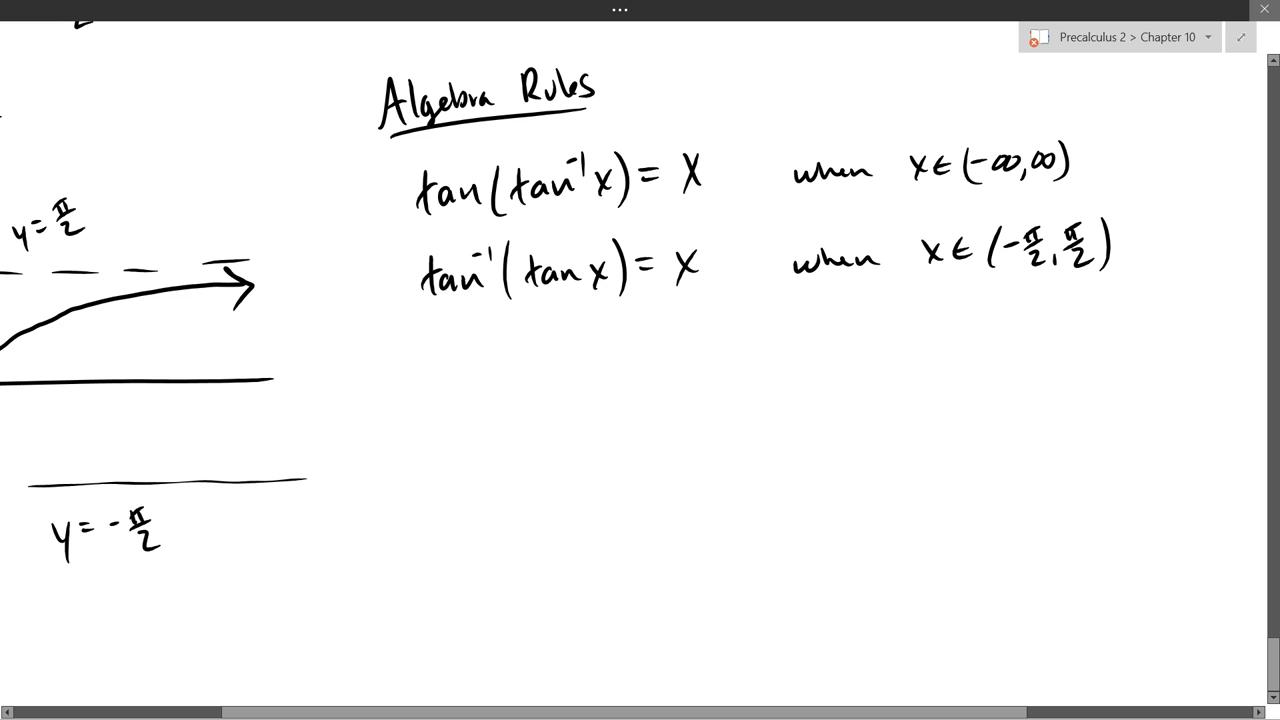 Precalculus 2 > Chapter 10
Algebra Rules
tan(tan⁻¹x) = x when x ∈ (-∞,∞)
tan⁻¹(tan x) = x when x ∈ (-π/2, π/2)
y = π/2
y = -π/2